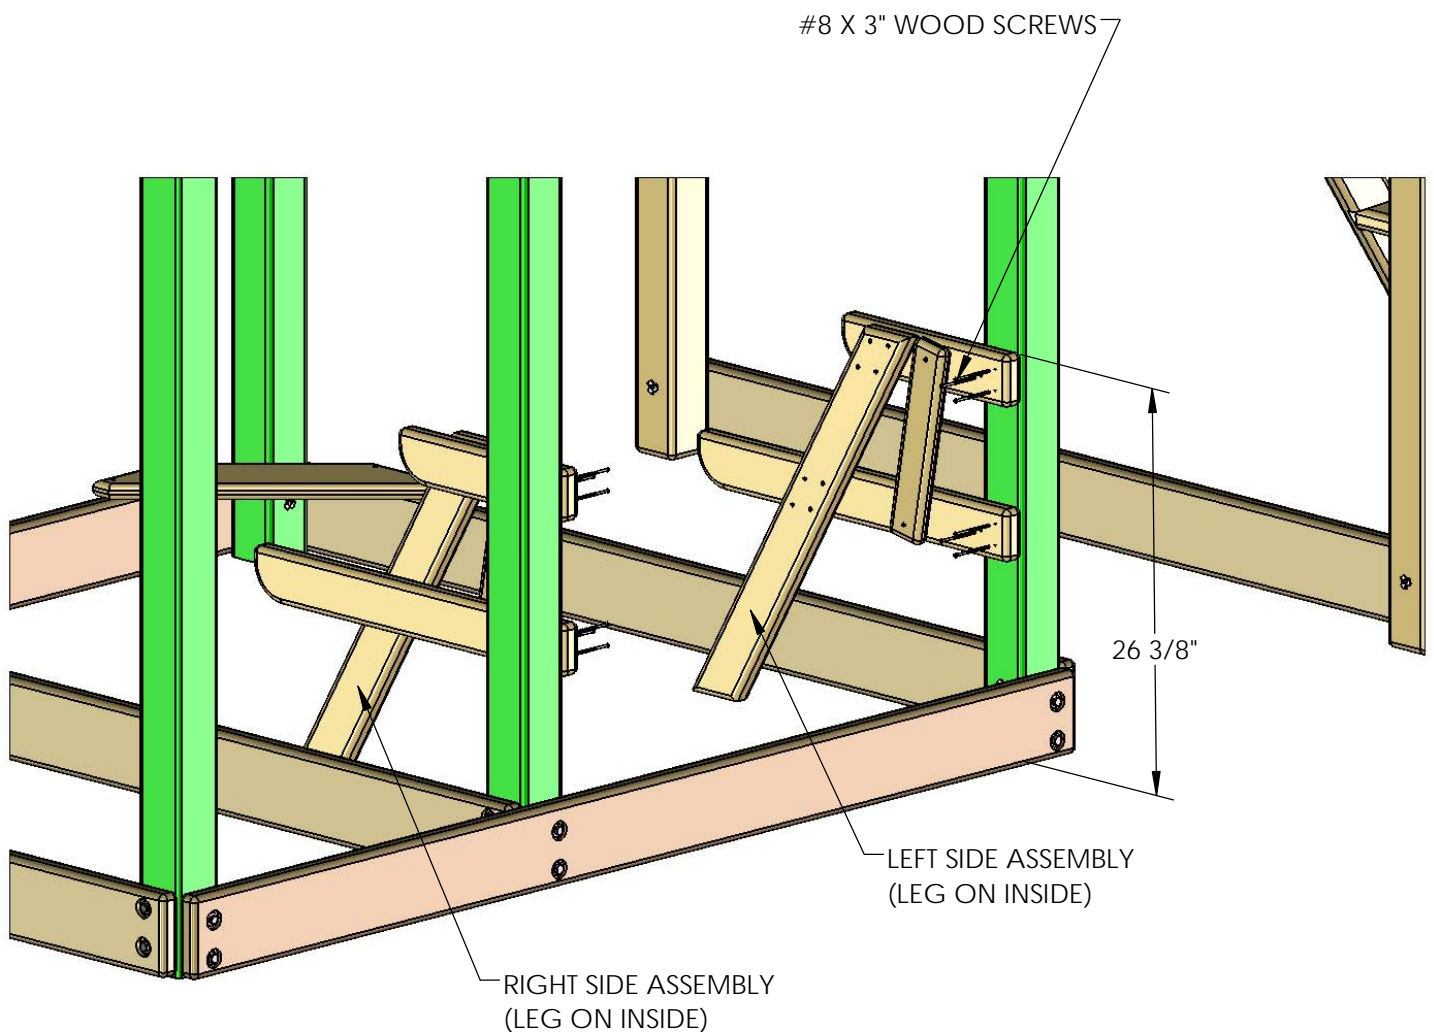 #8 X 3" WOOD SCREWS
26 3/8"
LEFT SIDE ASSEMBLY
(LEG ON INSIDE)
RIGHT SIDE ASSEMBLY
(LEG ON INSIDE)